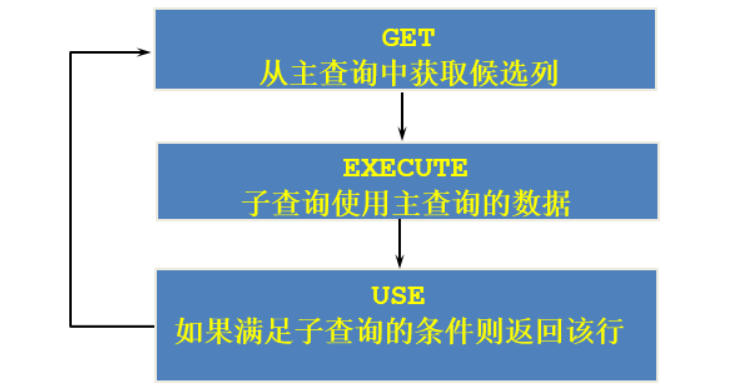 GET
从主查询中获取候选列
EXECUTE
子查询使用主查询的数据
USE
如果满足子查询的条件则返回该行